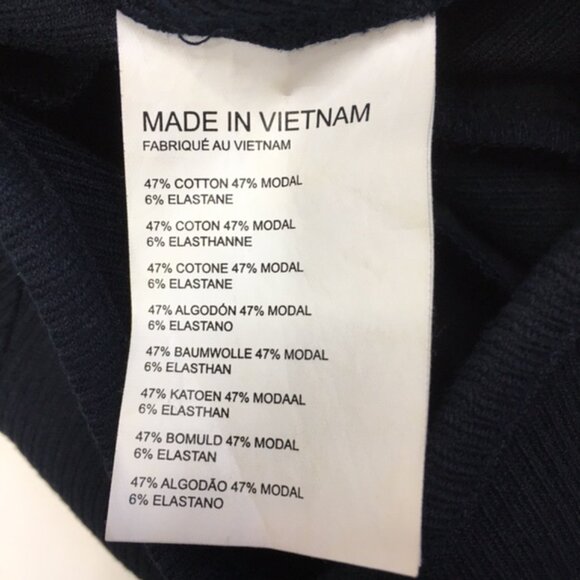 MADE IN VIETNAM
FABRIQUÉ AU VIETNAM
47% COTTON 47% MODAL
6% ELASTANE
47% COTON 47% MODAL
6% ELASTHANNE
47% COTONE 47% MODAL
6% ELASTANE
47% ALGODÓN 47% MODAL
6% ELASTANO
47% BAUMWOLLE 47% MODAL
6% ELASTHAN
47% KATOEN 47% MODAAL
6% ELASTHAN
47% BOMULD 47% MODAL
6% ELASTAN
47% ALGODÃO 47% MODAL
6% ELASTANO